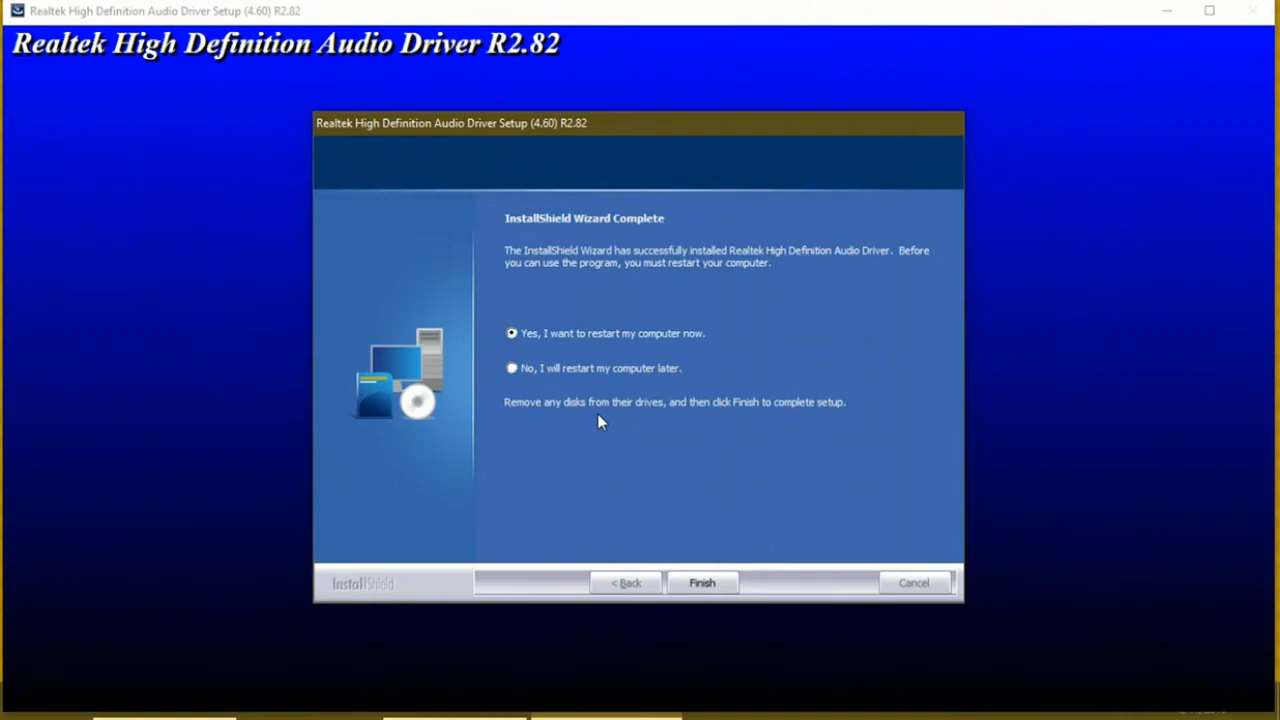 Realtek High Definition Audio Driver Setup (4.60) R2.82
Realtek High Definition Audio Driver R2.82
Realtek High Definition Audio Driver Setup (4.60) R2.82
InstallShield Wizard Complete
The InstallShield Wizard has successfully installed Realtek High Definition Audio Driver. Before
you can use the program, you must restart your computer.
Yes, I want to restart my computer now.
No, I will restart my computer later.
Remove any disks from their drives, and then click Finish to complete setup.
InstallShield
< Back
Finish
Cancel